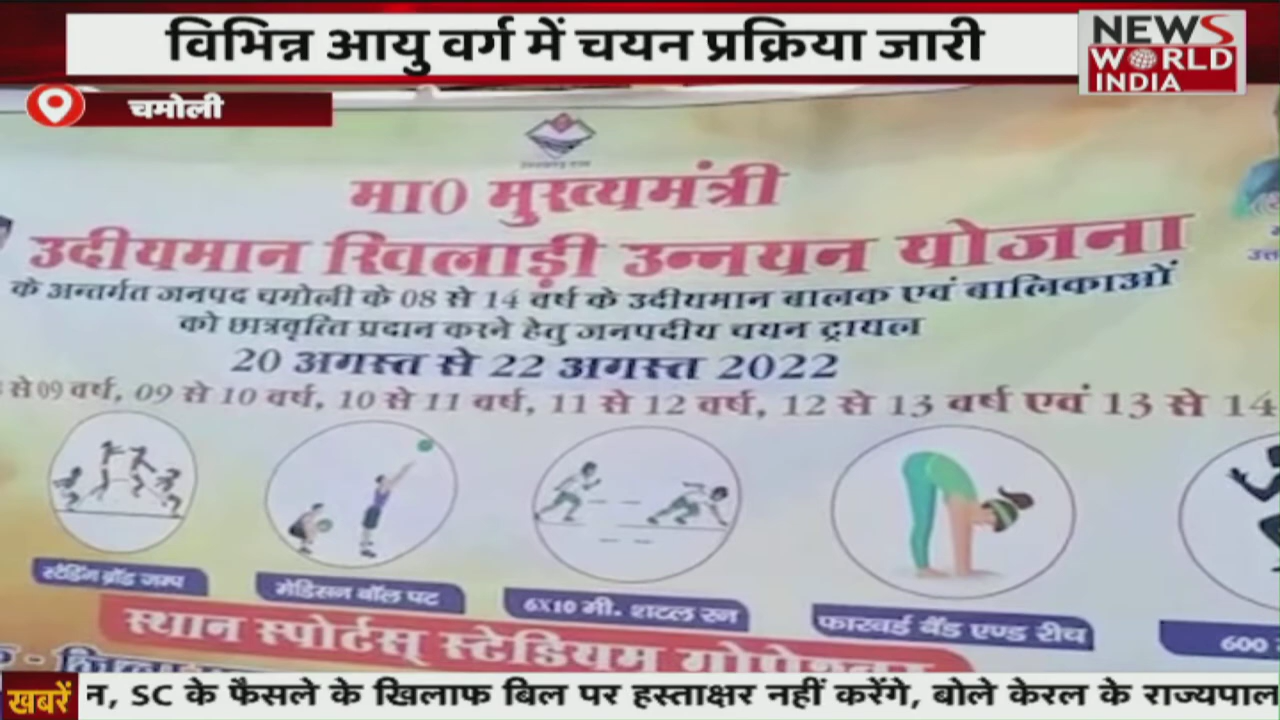 विभिन्न आयु वर्ग में चयन प्रक्रिया जारी
NEWS
WORLD
INDIA
चमोली
मा0 मुख्यमंत्री
उदीयमान खिलाड़ी उन्नयन योजना
के अन्तर्गत जनपद चमोली के 08 से 14 वर्ष के उदीयमान बालक एवं बालिकाओं
को छात्रवृत्ति प्रदान करने हेतु जनपदीय चयन ट्रायल
20 अगस्त से 22 अगस्त 2022
से 09 वर्ष, 09 से 10 वर्ष, 10 से 11 वर्ष, 11 से 12 वर्ष, 12 से 13 वर्ष एवं 13 से 14
स्टैंडिंग ब्रॉड जम्प
मेडिसन बॉल पट
6X10 मी. शटल रन
फारवर्ड बैंड एण्ड रीच
600
स्थान स्पोर्टस् स्टेडियम गोपेश्वर
खबरें
न, SC के फैसले के खिलाफ बिल पर हस्ताक्षर नहीं करेंगे, बोले केरल के राज्यपाल